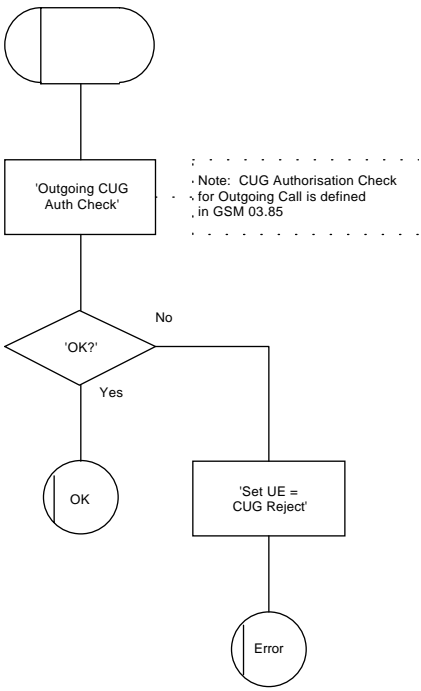 'Outgoing CUG
Auth Check'
Note: CUG Authorisation Check
for Outgoing Call is defined
in GSM 03.85
No
'OK?'
Yes
OK
'Set UE =
CUG Reject'
Error